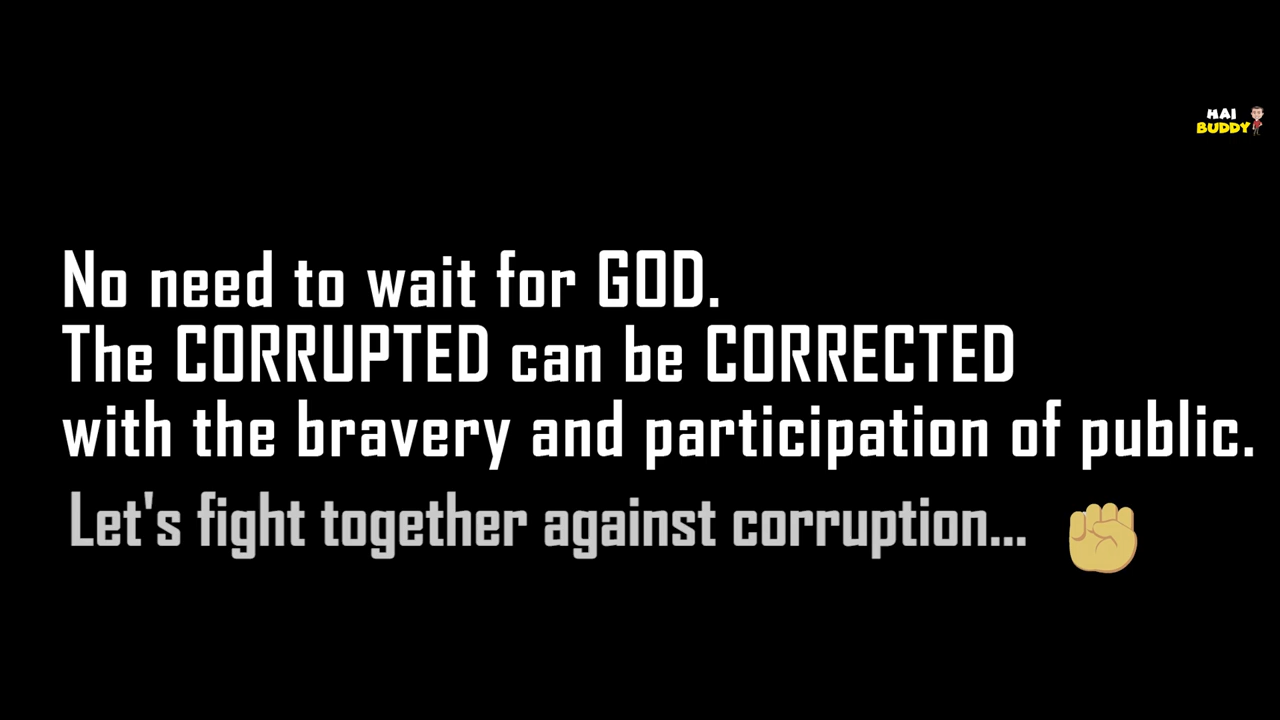 HAI
BUDDY
No need to wait for GOD.
The CORRUPTED can be CORRECTED
with the bravery and participation of public.
Let's fight together against corruption...